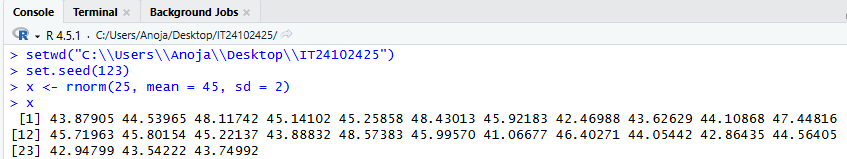 Console Terminal × Background Jobs ×
R 4.5.1 · C:/Users/Anoja/Desktop/IT24102425/
> setwd("C:\\Users\\Anoja\\Desktop\\IT24102425")
> set.seed(123)
> x <- rnorm(25, mean = 45, sd = 2)
> x
[1] 43.87905 44.53965 48.11742 45.14102 45.25858 48.43013 45.92183 42.46988 43.62629 44.10868 47.44816
[12] 45.71963 45.80154 45.22137 43.88832 48.57383 45.99570 41.06677 46.40271 44.05442 42.86435 44.56405
[23] 42.94799 43.54222 43.74992